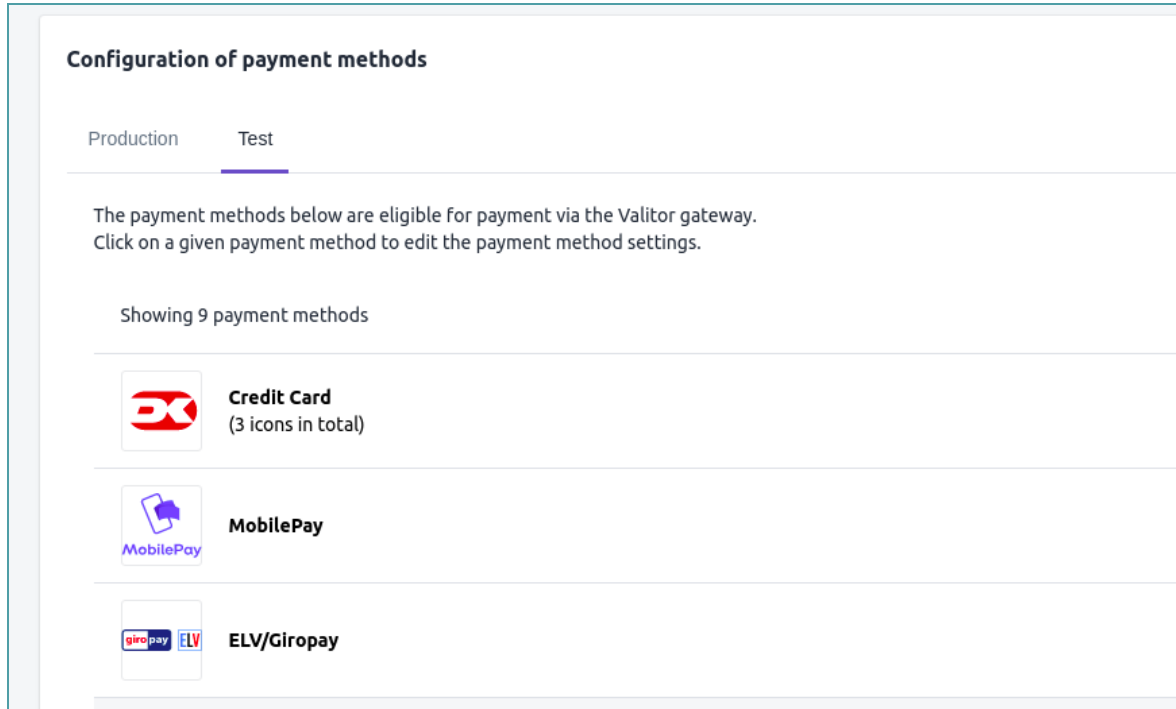 Configuration of payment methods
Production Test
The payment methods below are eligible for payment via the Valitor gateway.
Click on a given payment method to edit the payment method settings.
Showing 9 payment methods
Credit Card
(3 icons in total)
MobilePay
MobilePay
giropay ELV
ELV/Giropay